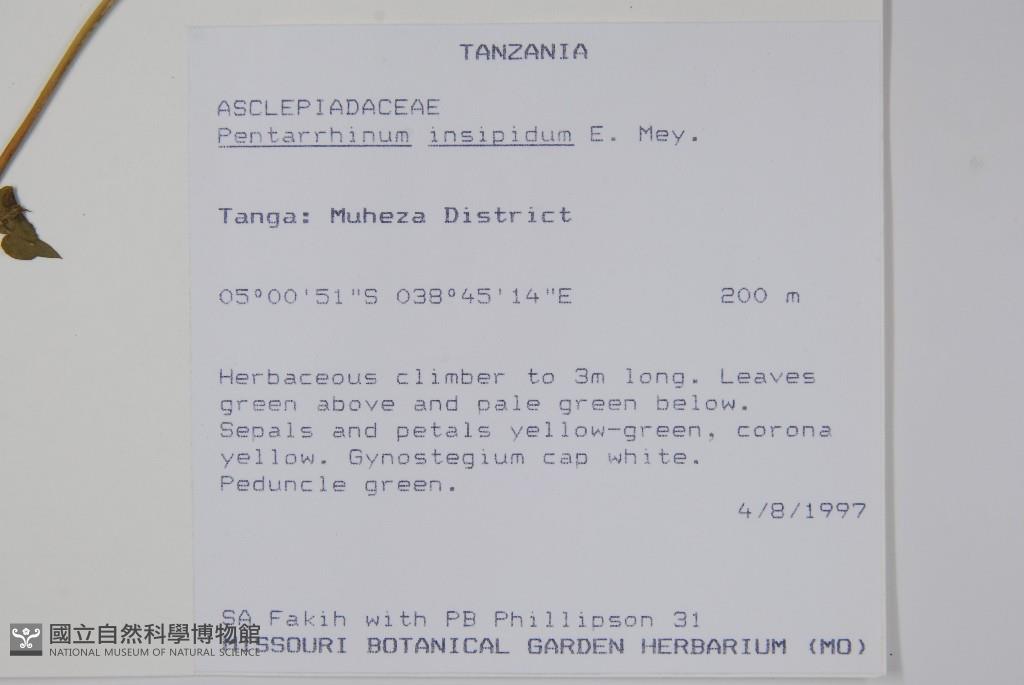 TANZANIA
ASCLEPIADACEAE
Pentarrhinum insipidum E. Mey.
Tanga: Muheza District
05°00'51"S 038°45'14"E 200 m
Herbaceous climber to 3m long. Leaves
green above and pale green below.
Sepals and petals yellow-green, corona
yellow. Gynostegium cap white.
Peduncle green.
4/8/1997
SA Fakih with PB Phillipson 31
MISSOURI BOTANICAL GARDEN HERBARIUM (MO)
國立自然科學博物館
NATIONAL MUSEUM OF NATURAL SCIENCE